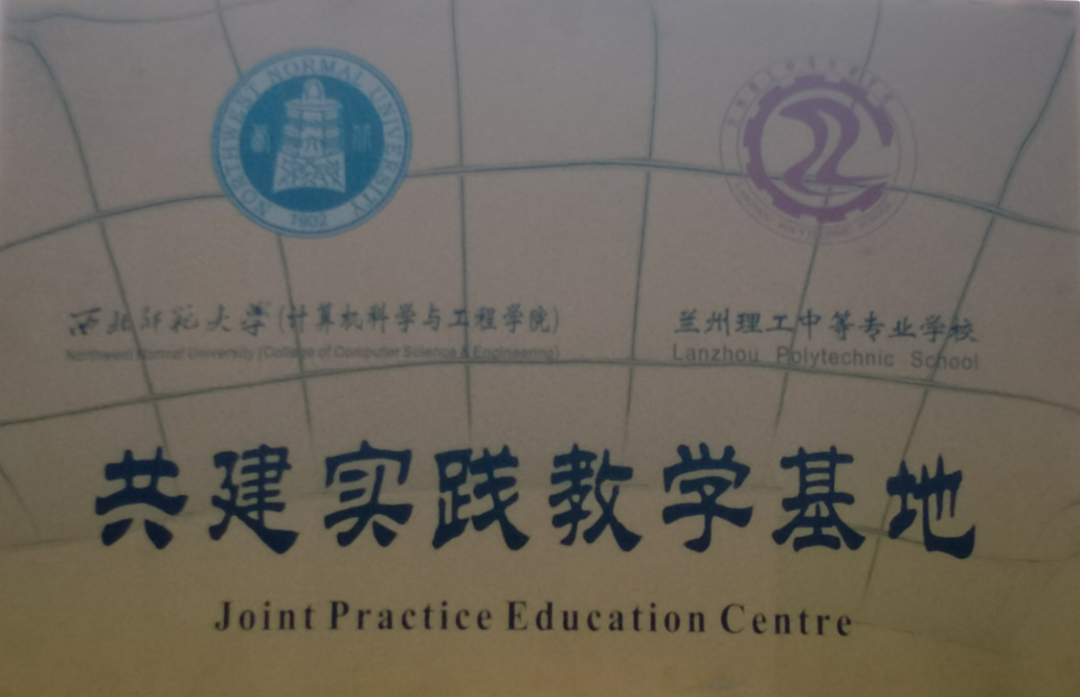 NORTHWEST NORMAL UNIVERSITY
1902
西北师范大学(计算机科学与工程学院)
Northwest Normal University (College of Computer Science & Engineering)
兰州理工中等专业学校
Lanzhou Polytechnic School
共建实践教学基地
Joint Practice Education Centre